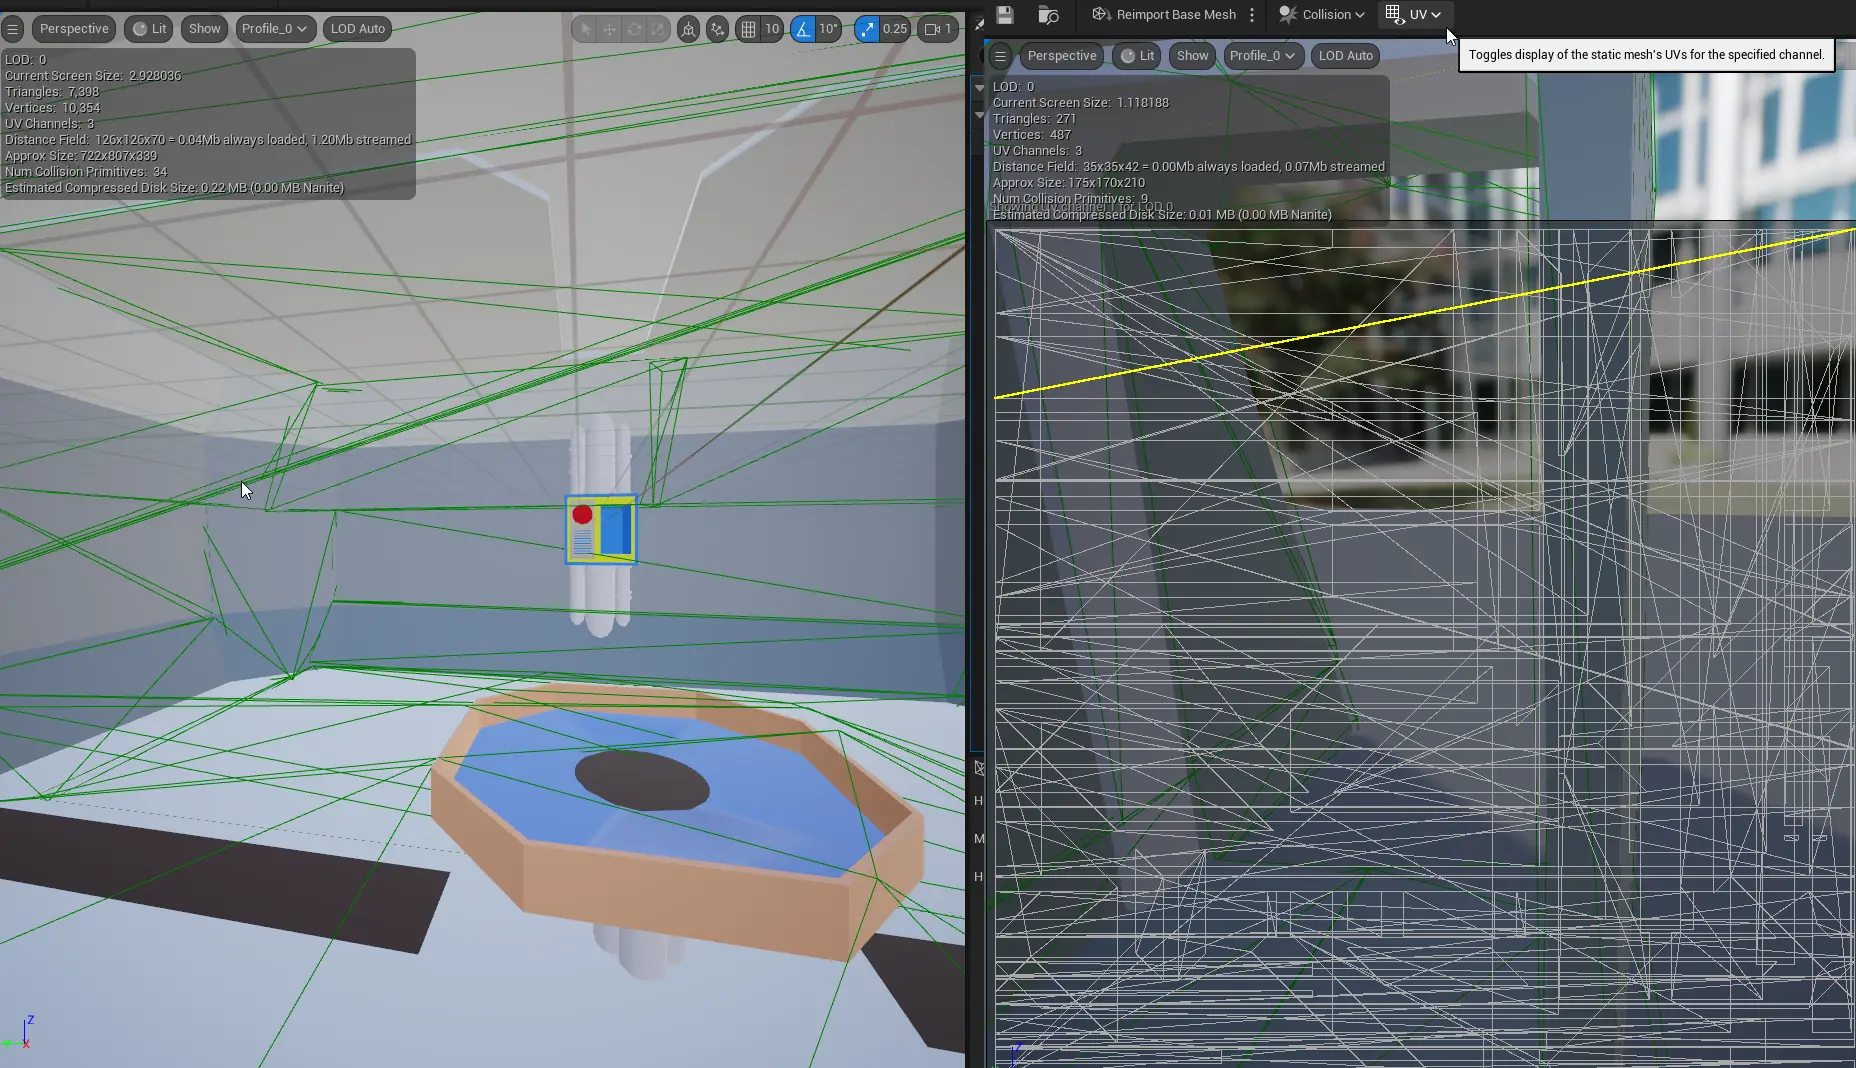 Perspective Lit Show Profile_0 LOD Auto 10 10° 0.25 1
LOD: 0
Current Screen Size: 2.928036
Triangles: 7,398
Vertices: 10,354
UV Channels: 3
Distance Field: 126x126x70 = 0.04Mb always loaded, 1.20Mb streamed
Approx Size: 722x807x339
Num Collision Primitives: 34
Estimated Compressed Disk Size: 0.22 MB (0.00 MB Nanite)
Z
X
H
M
H
Reimport Base Mesh Collision UV
Toggles display of the static mesh's UVs for the specified channel.
Perspective Lit Show Profile_0 LOD Auto
LOD: 0
Current Screen Size: 1.118188
Triangles: 271
Vertices: 487
UV Channels: 3
Distance Field: 35x35x42 = 0.00Mb always loaded, 0.07Mb streamed
Approx Size: 175x170x210
Num Collision Primitives: 9
Showing UV channel 1 for LOD 0
Estimated Compressed Disk Size: 0.01 MB (0.00 MB Nanite)
Z